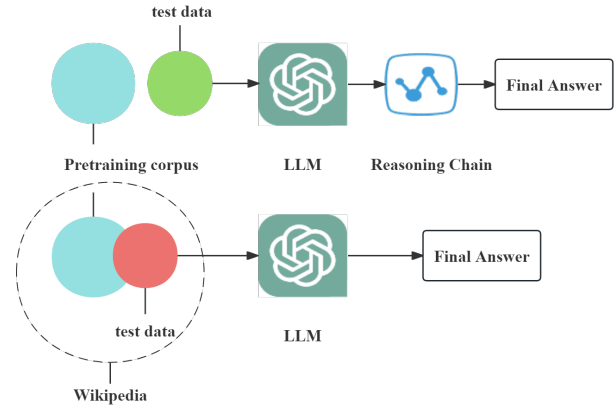 test data
Final Answer
Pretraining corpus
LLM
Reasoning Chain
Final Answer
test data
LLM
Wikipedia